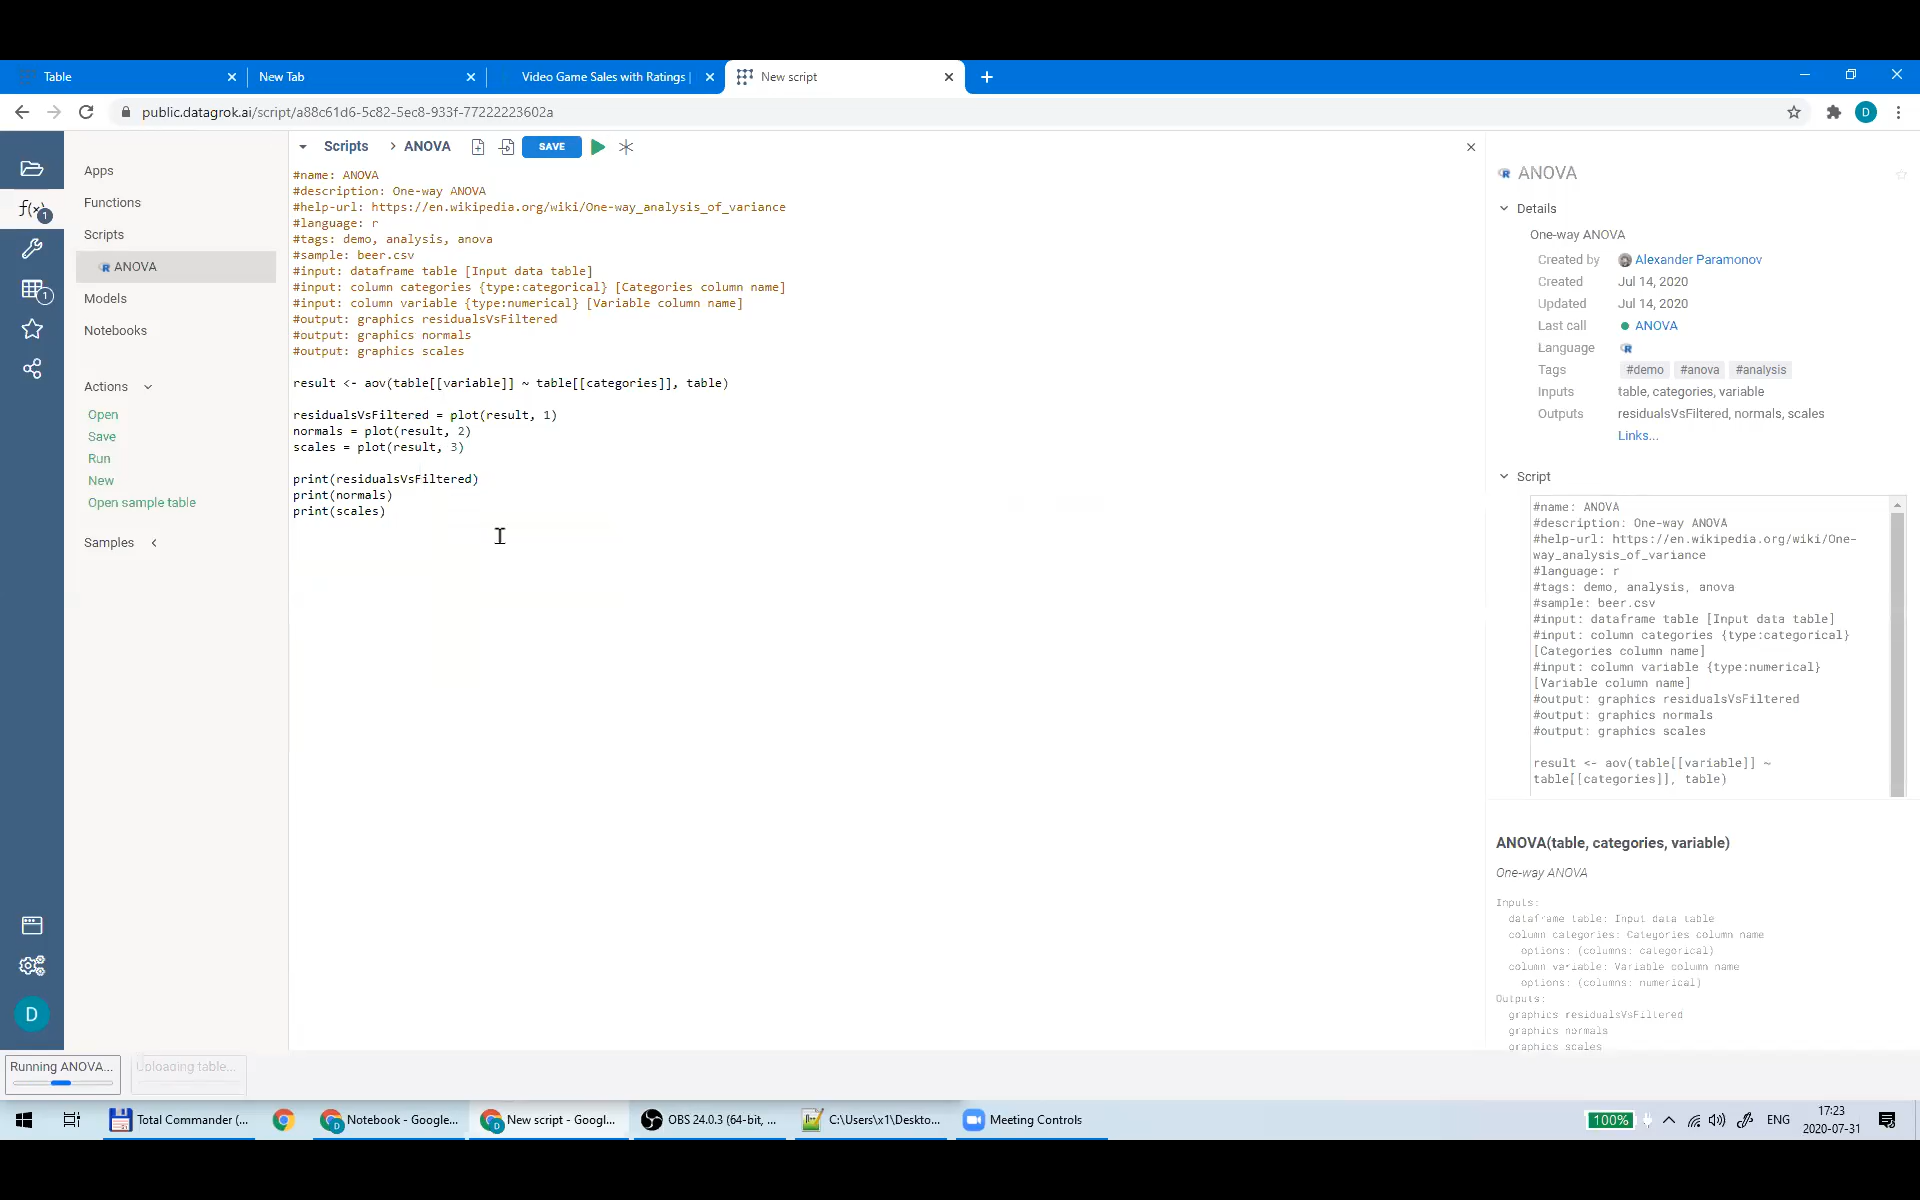 Table
New Tab
Video Game Sales with Ratings |
New script
public.datagrok.ai/script/a88c61d6-5c82-5ec8-933f-77222223602a
Apps
Functions
Scripts
ANOVA
Models
Notebooks
Actions
Open
Save
Run
New
Open sample table
Samples
Scripts > ANOVA SAVE
#name: ANOVA
#description: One-way ANOVA
#help-url: https://en.wikipedia.org/wiki/One-way_analysis_of_variance
#language: r
#tags: demo, analysis, anova
#sample: beer.csv
#input: dataframe table [Input data table]
#input: column categories {type:categorical} [Categories column name]
#input: column variable {type:numerical} [Variable column name]
#output: graphics residualsVsFiltered
#output: graphics normals
#output: graphics scales
result <- aov(table[[variable]] ~ table[[categories]], table)
residualsVsFiltered = plot(result, 1)
normals = plot(result, 2)
scales = plot(result, 3)
print(residualsVsFiltered)
print(normals)
print(scales)
ANOVA
Details
One-way ANOVA
Created by Alexander Paramonov
Created Jul 14, 2020
Updated Jul 14, 2020
Last call ANOVA
Language R
Tags #demo #anova #analysis
Inputs table, categories, variable
Outputs residualsVsFiltered, normals, scales
Links...
Script
#name: ANOVA
#description: One-way ANOVA
#help-url: https://en.wikipedia.org/wiki/One-
way_analysis_of_variance
#language: r
#tags: demo, analysis, anova
#sample: beer.csv
#input: dataframe table [Input data table]
#input: column categories {type:categorical}
[Categories column name]
#input: column variable {type:numerical}
[Variable column name]
#output: graphics residualsVsFiltered
#output: graphics normals
#output: graphics scales
result <- aov(table[[variable]] ~
table[[categories]], table)
ANOVA(table, categories, variable)
One-way ANOVA
Inputs:
dataframe table: Input data table
column categories: Categories column name
options: (columns: categorical)
column variable: Variable column name
options: (columns: numerical)
Outputs:
graphics residualsVsFiltered
graphics normals
graphics scales
f(x) 1
1
D
D
Running ANOVA...
Uploading table...
Total Commander (...
Notebook - Google...
New script - Googl...
OBS 24.0.3 (64-bit, ...
C:\Users\x1\Deskto...
Meeting Controls
100%
ENG
17:23
2020-07-31